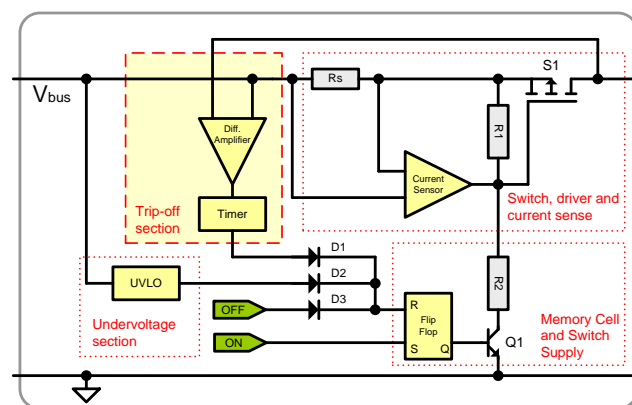 S1
Rs
Vbus
R1
Diff.
Amplifier
Current
Sensor
Trip-off
section
Timer
Switch, driver and
current sense
D1
D2
D3
UVLO
R2
OFF
Undervoltage
section
ON
R
Flip
Flop
S
Q
Q1
Memory Cell
and Switch
Supply